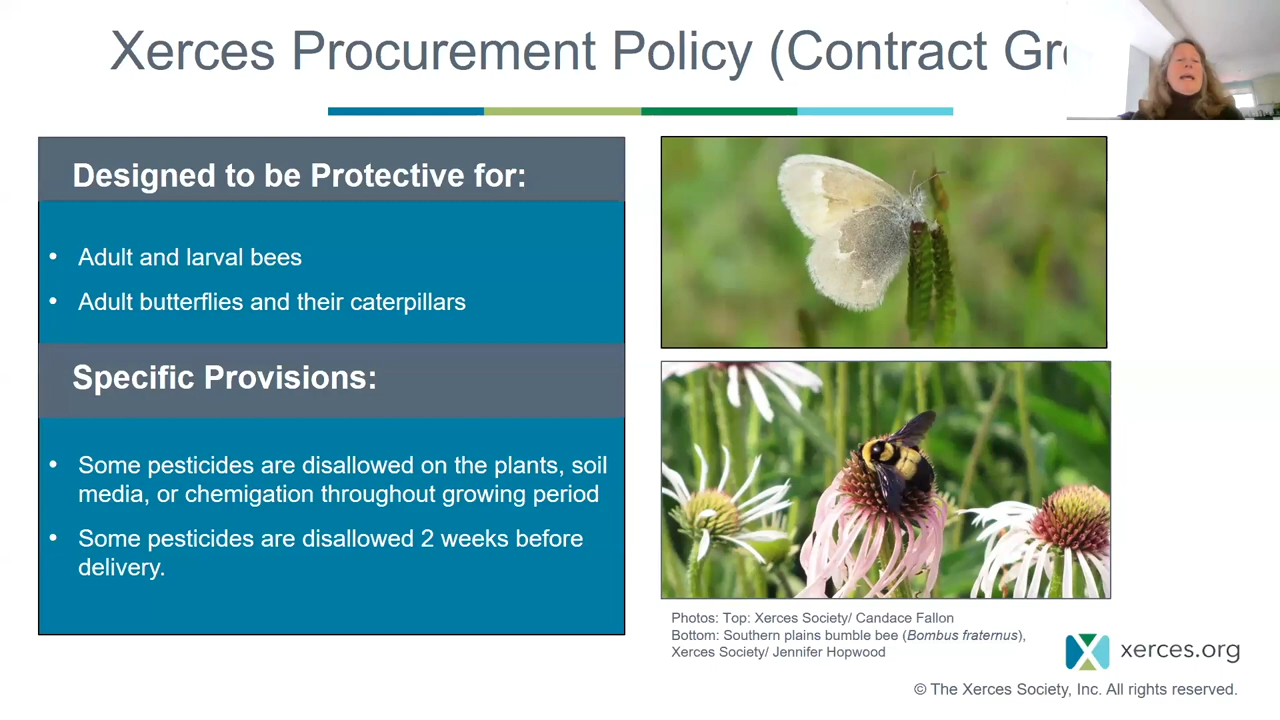 Xerces Procurement Policy (Contract Gr
Designed to be Protective for:
• Adult and larval bees
• Adult butterflies and their caterpillars
Specific Provisions:
• Some pesticides are disallowed on the plants, soil
media, or chemigation throughout growing period
• Some pesticides are disallowed 2 weeks before
delivery.
Photos: Top: Xerces Society/ Candace Fallon
Bottom: Southern plains bumble bee (Bombus fraternus),
Xerces Society/ Jennifer Hopwood
xerces.org
© The Xerces Society, Inc. All rights reserved.